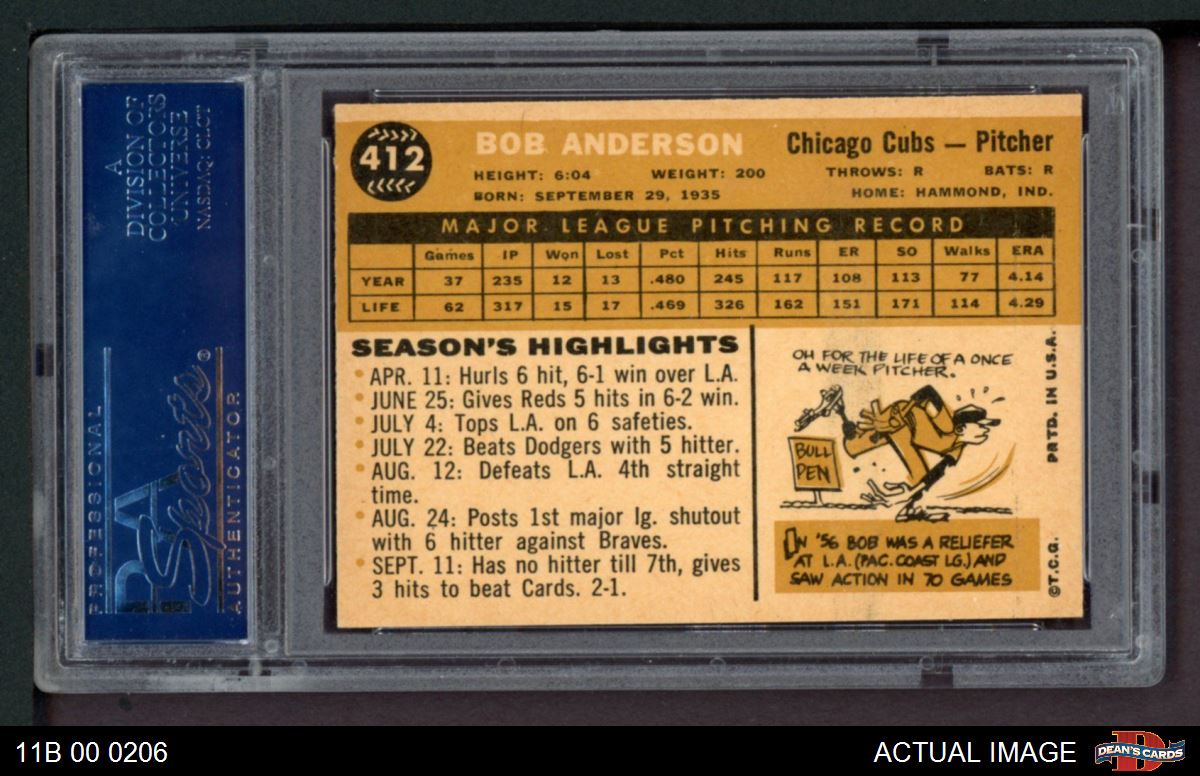 A
DIVISION OF
COLLECTORS
UNIVERSE
NASDAQ: CLCT
PROFESSIONAL
PSA
Sports®
AUTHENTICATOR
412
BOB ANDERSON
Chicago Cubs — Pitcher
HEIGHT: 6:04 WEIGHT: 200 THROWS: R BATS: R
BORN: SEPTEMBER 29, 1935 HOME: HAMMOND, IND.
MAJOR LEAGUE PITCHING RECORD
Games IP Won Lost Pct Hits Runs ER SO Walks ERA
YEAR 37 235 12 13 .480 245 117 108 113 77 4.14
LIFE 62 317 15 17 .469 326 162 151 171 114 4.29
SEASON'S HIGHLIGHTS
• APR. 11: Hurls 6 hit, 6-1 win over L.A.
• JUNE 25: Gives Reds 5 hits in 6-2 win.
• JULY 4: Tops L.A. on 6 safeties.
• JULY 22: Beats Dodgers with 5 hitter.
• AUG. 12: Defeats L.A. 4th straight
time.
• AUG. 24: Posts 1st major lg. shutout
with 6 hitter against Braves.
• SEPT. 11: Has no hitter till 7th, gives
3 hits to beat Cards. 2-1.
OH FOR THE LIFE OF A ONCE
A WEEK PITCHER.
BULL
PEN
IN '56 BOB WAS A RELIEFER
AT L.A. (PAC. COAST LG.) AND
SAW ACTION IN 70 GAMES
PRTD. IN U.S.A.
©T.C.G.
11B 00 0206
ACTUAL IMAGE
DEAN'S CARDS